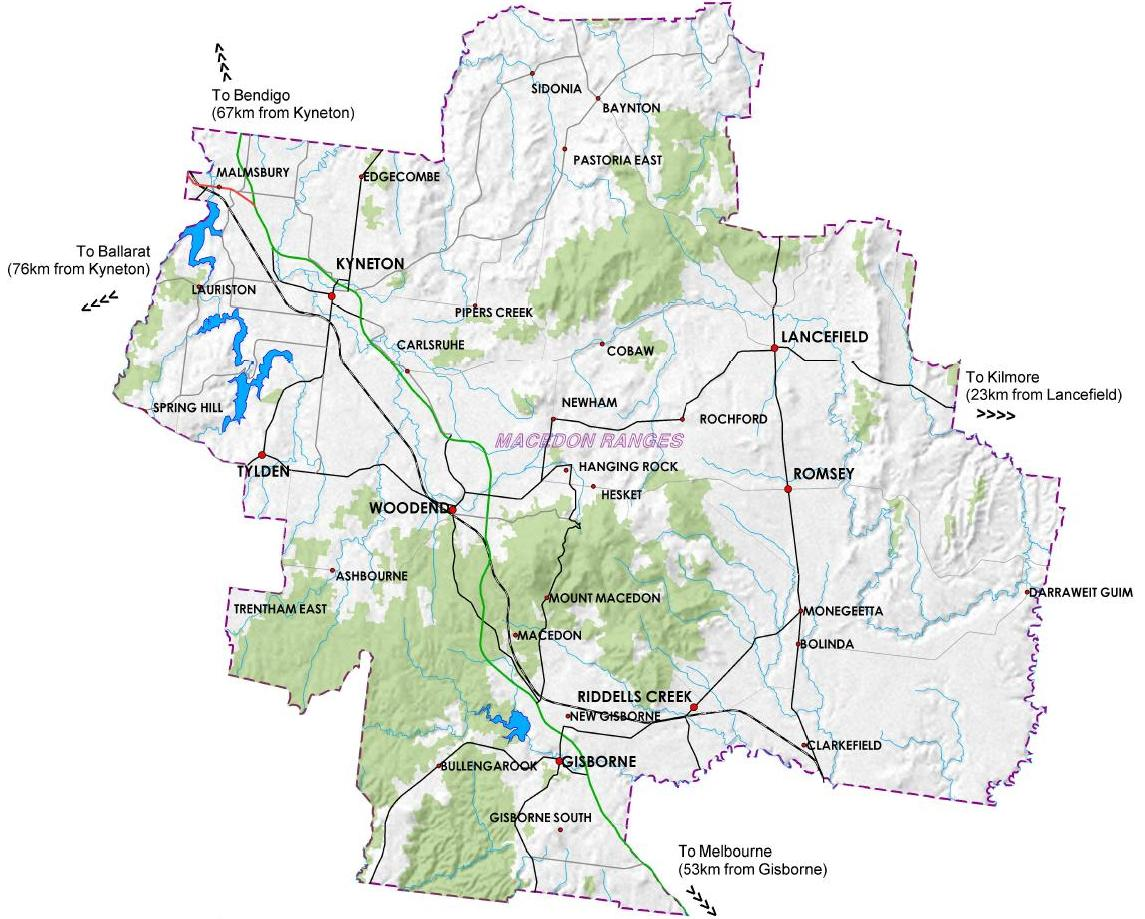 SIDONIA
BAYNTON
To Bendigo
(67km from Kyneton)
PASTORIA EAST
MALMSBURY
EDGECOMBE
To Ballarat
(76km from Kyneton)
KYNETON
LAURISTON
PIPERS CREEK
LANCEFIELD
CARLSRUHE
COBAW
To Kilmore
(23km from Lancefield)
SPRING HILL
NEWHAM
ROCHFORD
MACEDON RANGES
TYLDEN
HANGING ROCK
ROMSEY
HESKET
WOODEND
ASHBOURNE
DARRAWEIT GUIM
TRENTHAM EAST
MOUNT MACEDON
MONEGEETTA
MACEDON
BOLINDA
RIDDELLS CREEK
NEW GISBORNE
CLARKEFIELD
BULLENGAROOK
GISBORNE
GISBORNE SOUTH
To Melbourne
(53km from Gisborne)